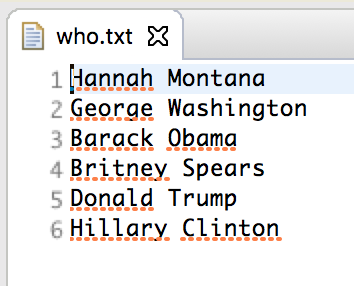 who.txt
1 Hannah Montana
2 George Washington
3 Barack Obama
4 Britney Spears
5 Donald Trump
6 Hillary Clinton